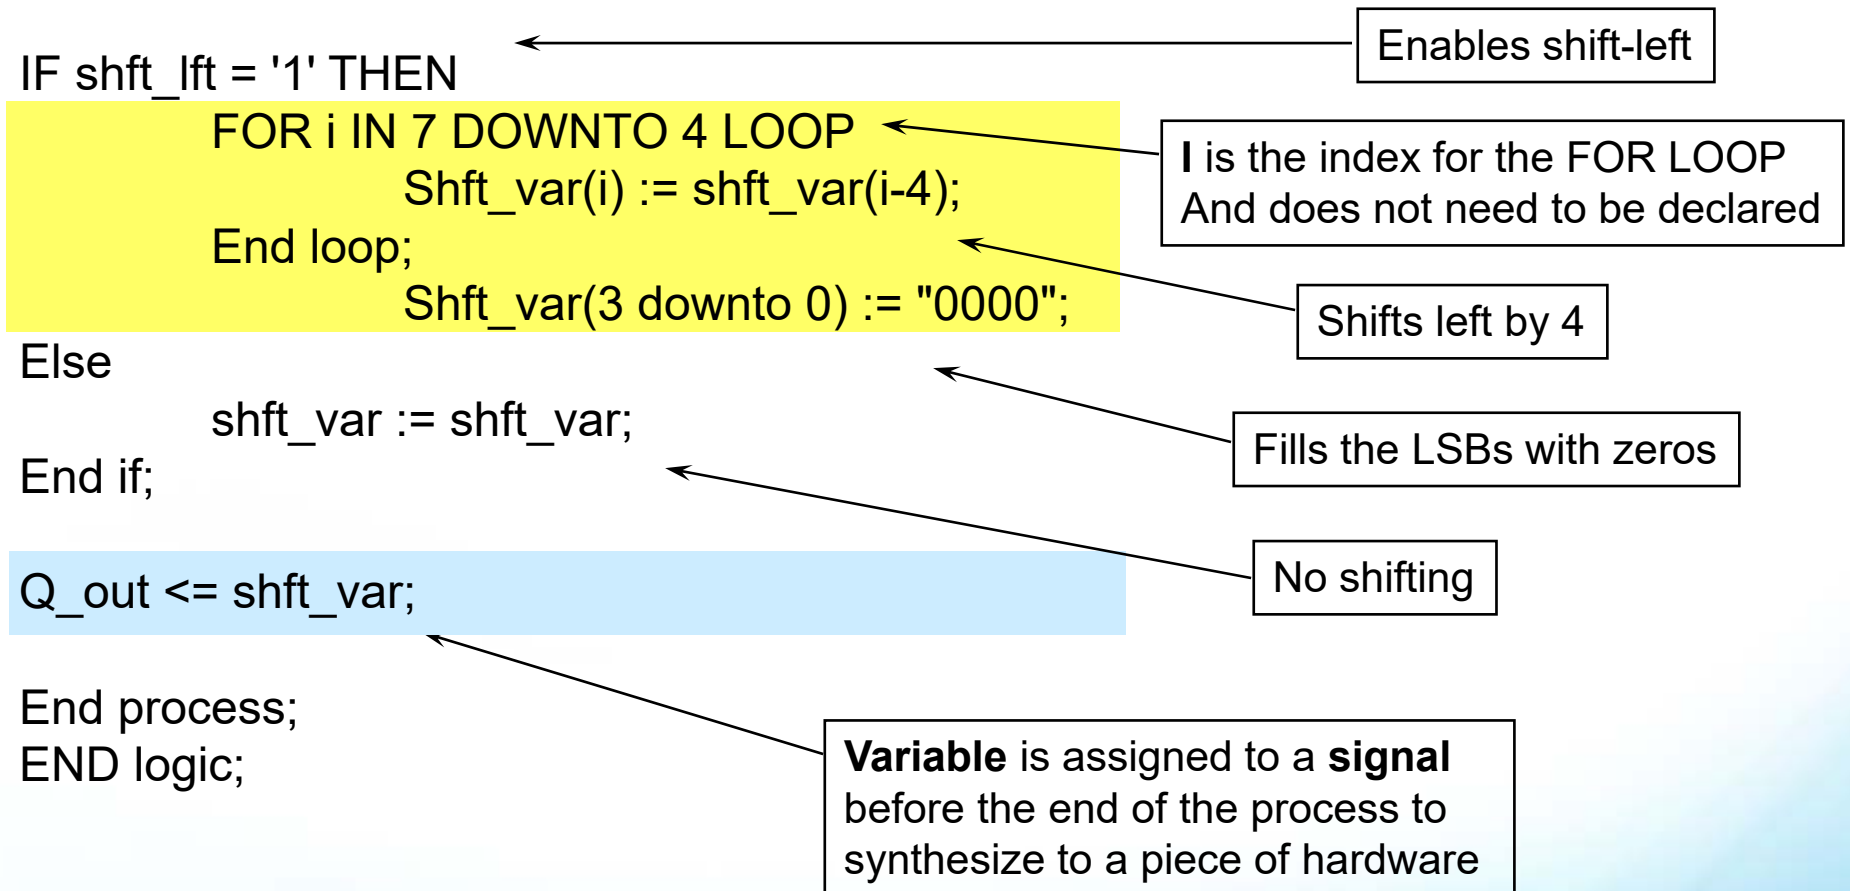 Enables shift-left
IF shft_lft = '1' THEN
FOR i IN 7 DOWNTO 4 LOOP
I is the index for the FOR LOOP
And does not need to be declared
Shft_var(i) := shft_var(i-4);
End loop;
Shft_var(3 downto 0) := "0000";
Shifts left by 4
Else
shft_var := shft_var;
Fills the LSBs with zeros
End if;
No shifting
Q_out <= shft_var;
End process;
END logic;
Variable is assigned to a signal
before the end of the process to
synthesize to a piece of hardware